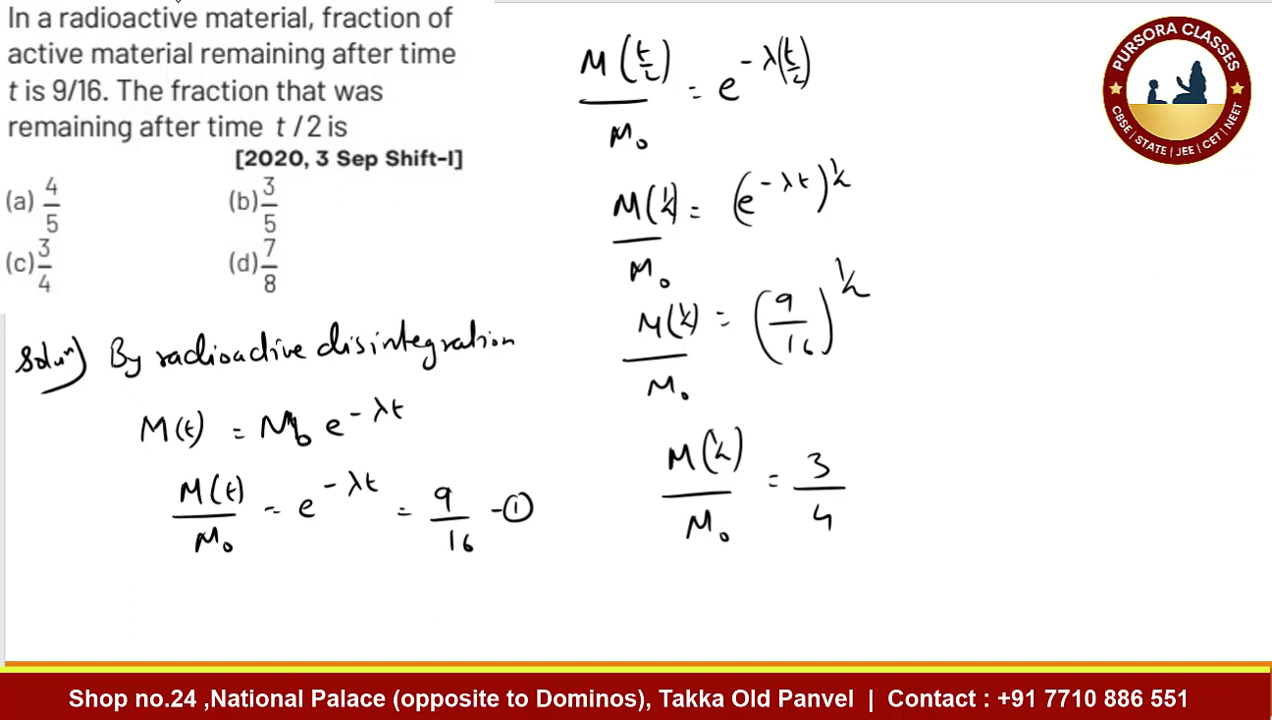 In a radioactive material, fraction of
active material remaining after time
t is 9/16. The fraction that was
remaining after time t / 2 is
[2020, 3 Sep Shift-I]
(a) 4/5 (b) 3/5
(c) 3/4 (d) 7/8
Soluⁿ) By radioactive disintegration
M(t) = M₀ e^(-λt)
M(t)/M₀ = e^(-λt) = 9/16 -①
M(t/2)/M₀ = e^(-λ(t/2))
M(t/2)/M₀ = (e^(-λt))^(1/2)
M(t/2)/M₀ = (9/16)^(1/2)
M(t/2)/M₀ = 3/4
PURSORA CLASSES
CBSE | STATE | JEE | CET | NEET
Shop no.24 ,National Palace (opposite to Dominos), Takka Old Panvel | Contact : +91 7710 886 551